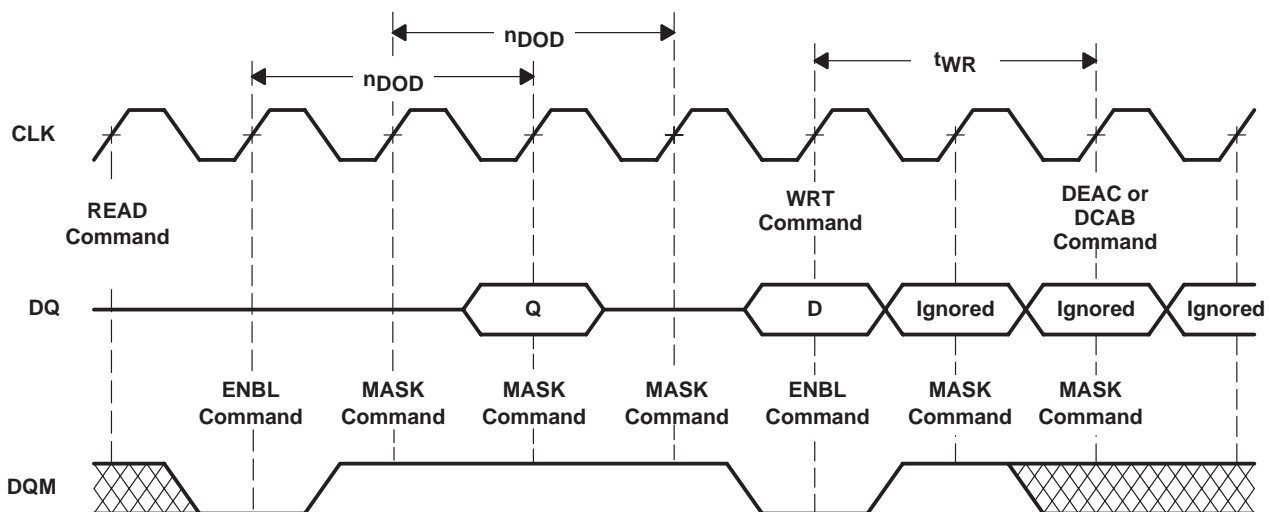 nDOD
nDOD
tWR
CLK
READ
Command
WRT
Command
DEAC or
DCAB
Command
DQ
Q
D
Ignored
Ignored
Ignored
ENBL
Command
MASK
Command
MASK
Command
MASK
Command
ENBL
Command
MASK
Command
MASK
Command
DQM